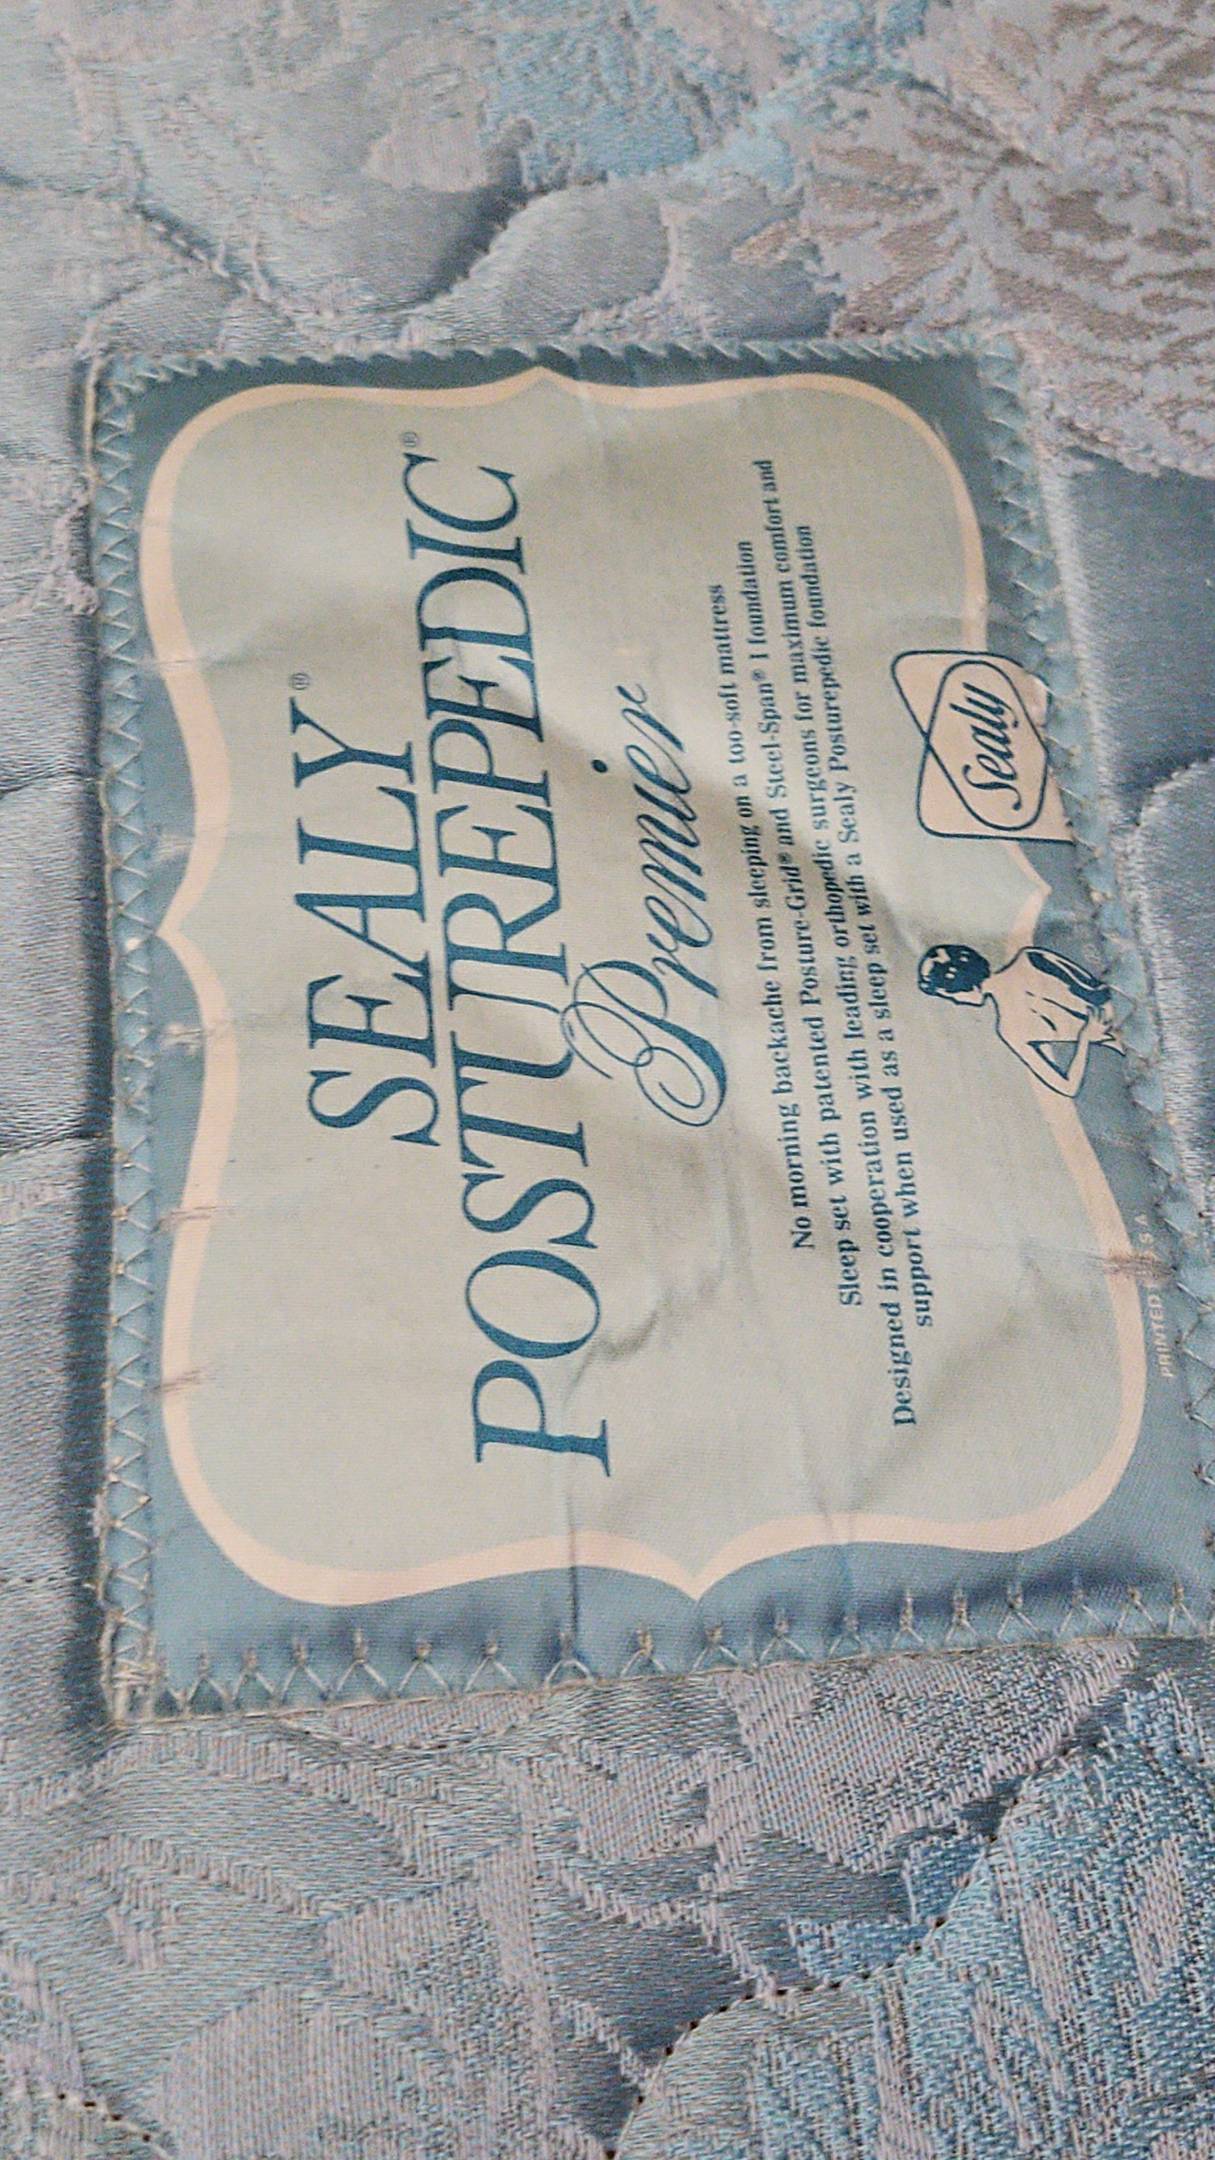 SEALY®
POSTUREPEDIC®
Premier
No morning backache from sleeping on a too-soft mattress
Sleep set with patented Posture-Grid® and Steel-Span® I foundation
Designed in cooperation with leading orthopedic surgeons for maximum comfort and
support when used as a sleep set with a Sealy Posturepedic foundation
Sealy
PRINTED U S A